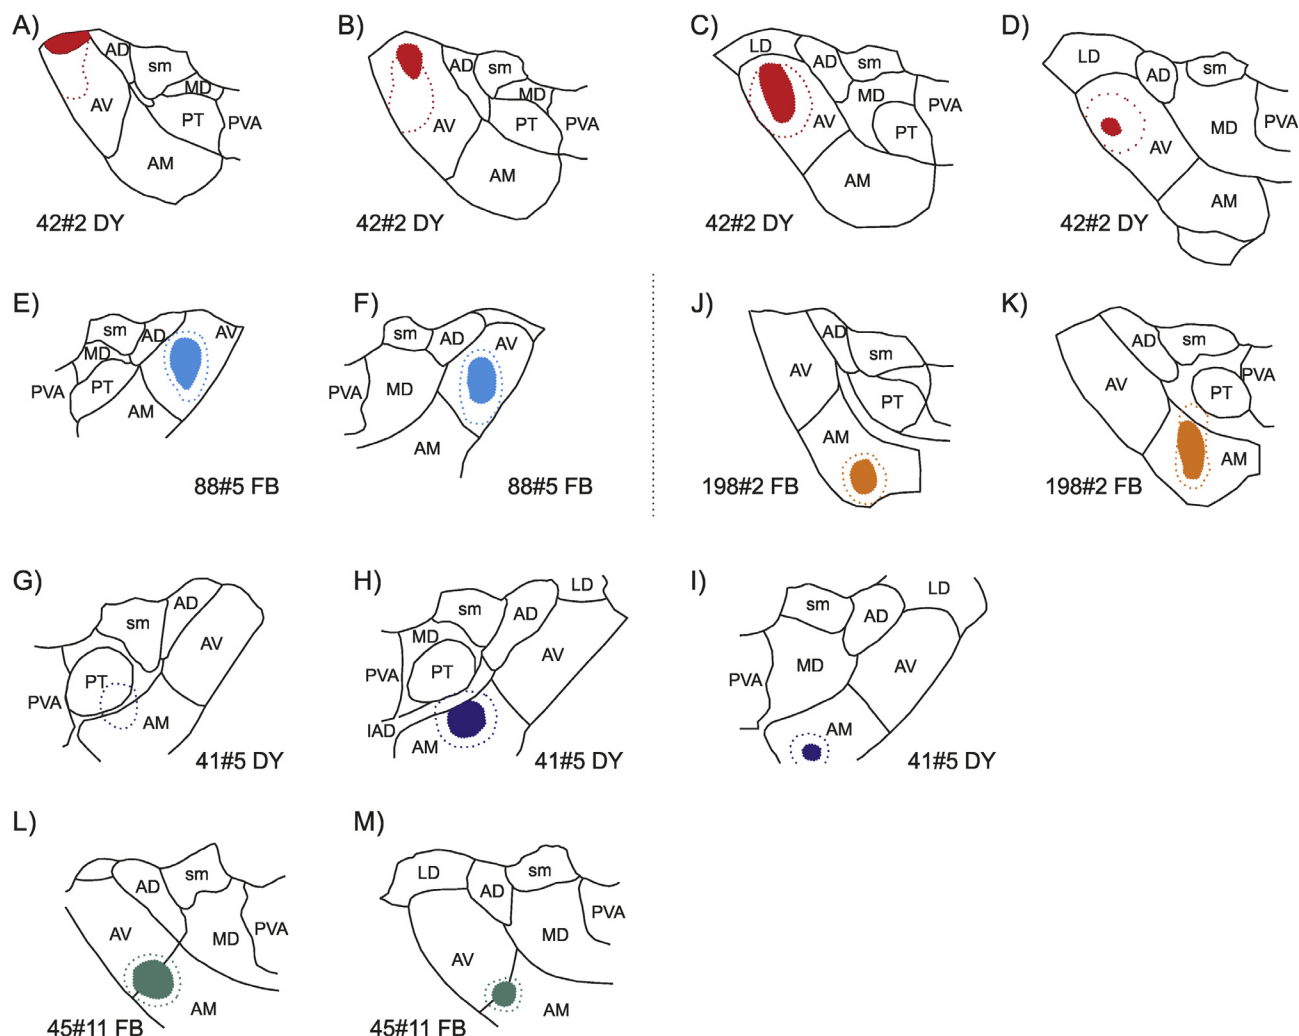 A) B) C) D)
AD sm MD AV PT PVA AM
42#2 DY
AD sm MD AV PT AM
42#2 DY
LD AD sm MD PVA AV PT AM
42#2 DY
LD AD sm MD PVA AV AM
42#2 DY
E) F) J) K)
sm AD AV MD PVA PT AM
88#5 FB
sm AD AV PVA MD AM
88#5 FB
AD sm AV PT AM
198#2 FB
AD sm PVA AV PT AM
198#2 FB
G) H) I)
AD sm AV PT PVA AM
41#5 DY
LD sm AD MD AV PVA PT IAD AM
41#5 DY
LD sm AD MD AV PVA AM
41#5 DY
L) M)
sm AD AV MD PVA AM
45#11 FB
LD sm AD PVA MD AV AM
45#11 FB